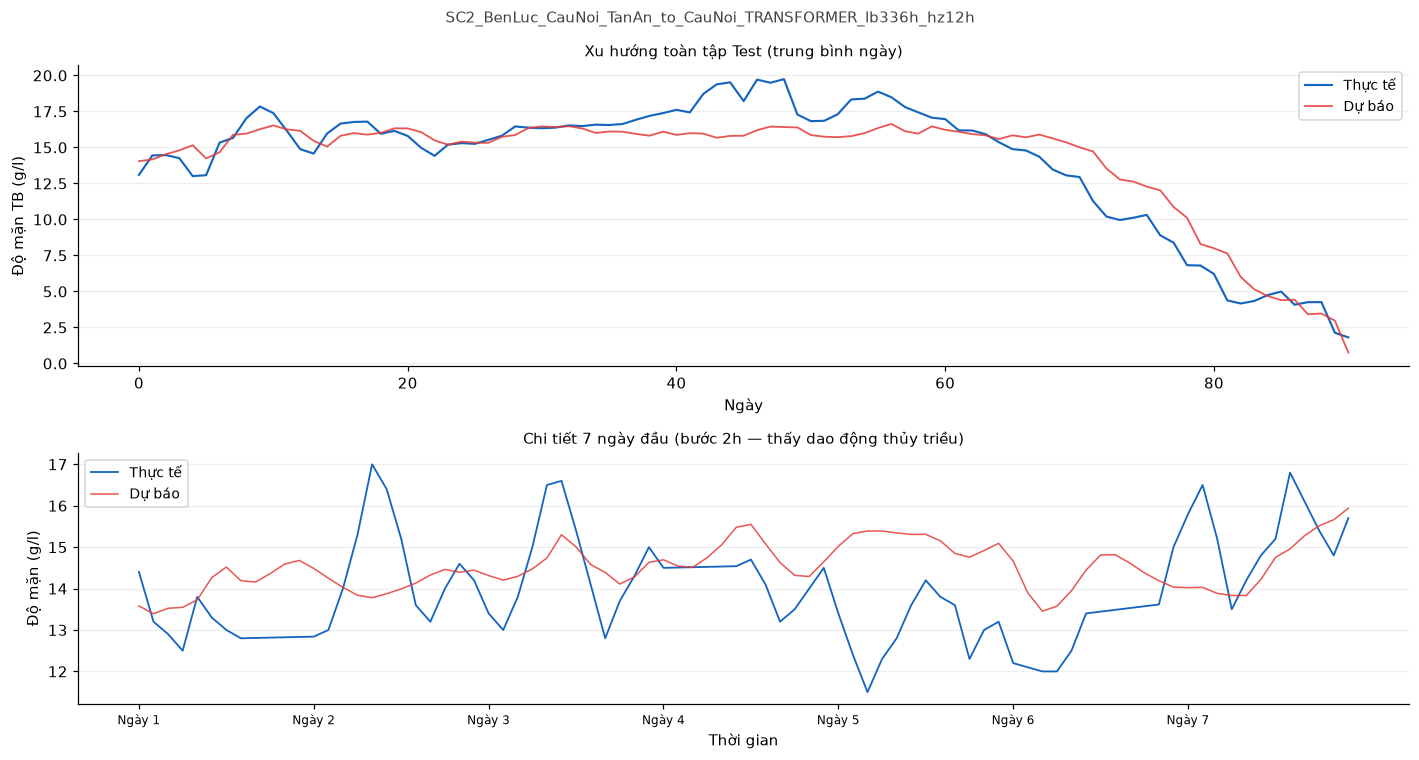 SC2_BenLuc_CauNoi_TanAn_to_CauNoi_TRANSFORMER_lb336h_hz12h
Xu hướng toàn tập Test (trung bình ngày)
Độ mặn TB (g/l)
20.0
17.5
15.0
12.5
10.0
7.5
5.0
2.5
0.0
Thực tế
Dự báo
0
20
40
60
80
Ngày
Chi tiết 7 ngày đầu (bước 2h — thấy dao động thủy triều)
Độ mặn (g/l)
17
16
15
14
13
12
Thực tế
Dự báo
Ngày 1
Ngày 2
Ngày 3
Ngày 4
Ngày 5
Ngày 6
Ngày 7
Thời gian